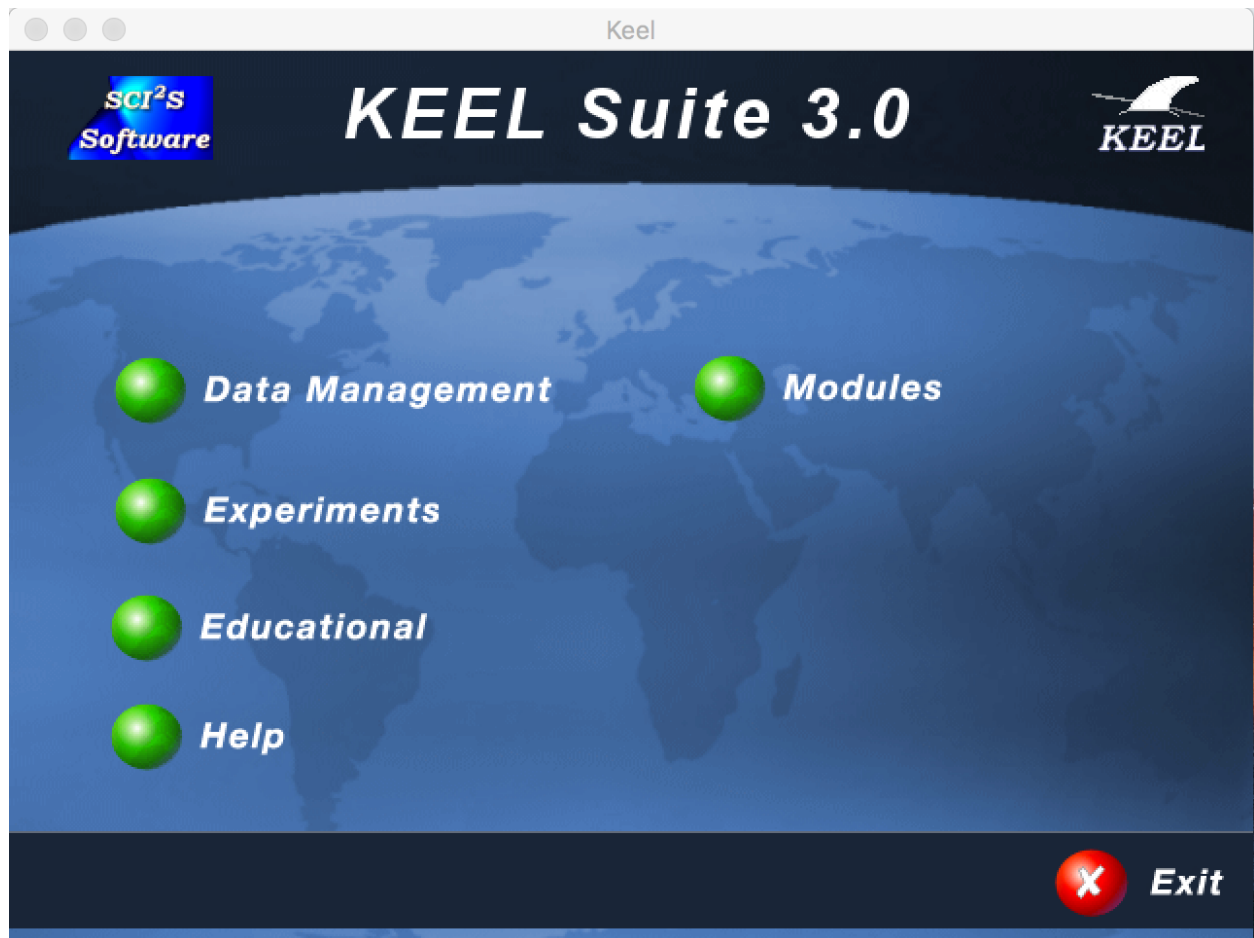 Keel
SCI²S
Software
KEEL Suite 3.0
KEEL
Data Management
Modules
Experiments
Educational
Help
Exit